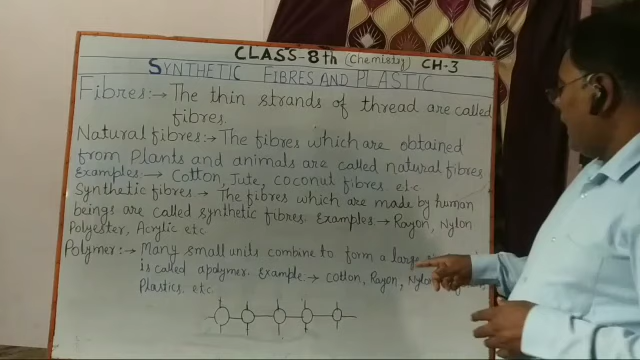 CLASS-8th (Chemistry) CH-3
SYNTHETIC FIBRES AND PLASTIC
Fibres:→ The thin strands of thread are called
fibres.
Natural fibres:→ The fibres which are obtained
from Plants and animals are called natural fibres
Examples → Cotton, Jute, coconut fibres etc
Synthetic fibres → The fibres which are made by human
beings are called synthetic fibres. Examples → Rayon, Nylon
Polyester, Acrylic etc
Polymer:→ Many small units combine to form a large
is called a polymer. Example:→ cotton, Rayon, Nylon
Plastics. etc.